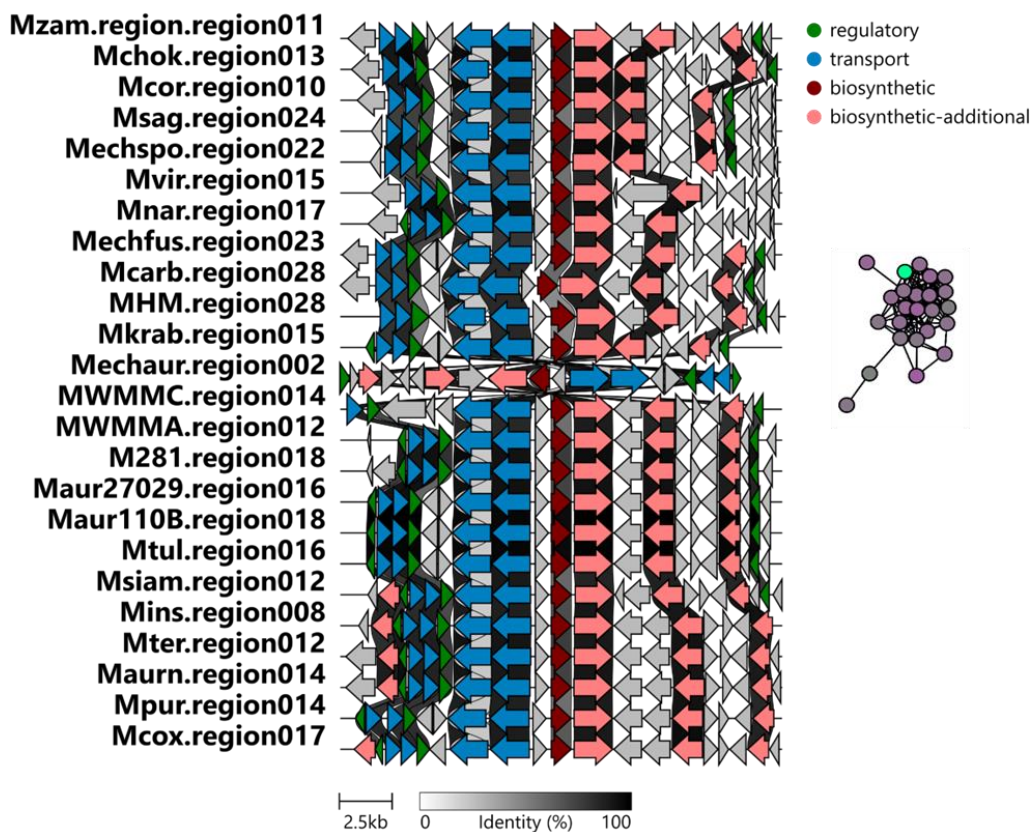 Mzam.region.region011
Mchok.region013
Mcor.region010
Msag.region024
Mechspo.region022
Mvir.region015
Mnar.region017
Mechfus.region023
Mcarb.region028
MHM.region028
Mkrab.region015
Mechaur.region002
MWMMC.region014
MWMMA.region012
M281.region018
Maur27029.region016
Maur110B.region018
Mtul.region016
Msiam.region012
Mins.region008
Mter.region012
Maurn.region014
Mpur.region014
Mcox.region017
regulatory
transport
biosynthetic
biosynthetic-additional
2.5kb
0 Identity (%) 100